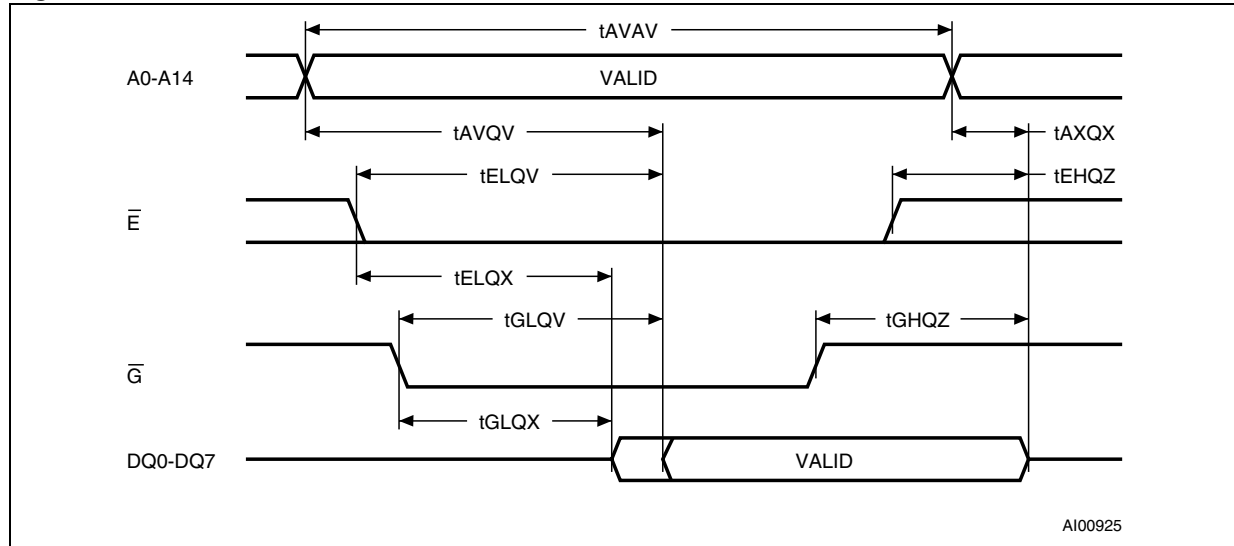 tAVAV
A0-A14
VALID
tAVQV
tAXQX
tELQV
tEHQZ
E̅
tELQX
tGLQV
tGHQZ
G̅
tGLQX
DQ0-DQ7
VALID
AI00925